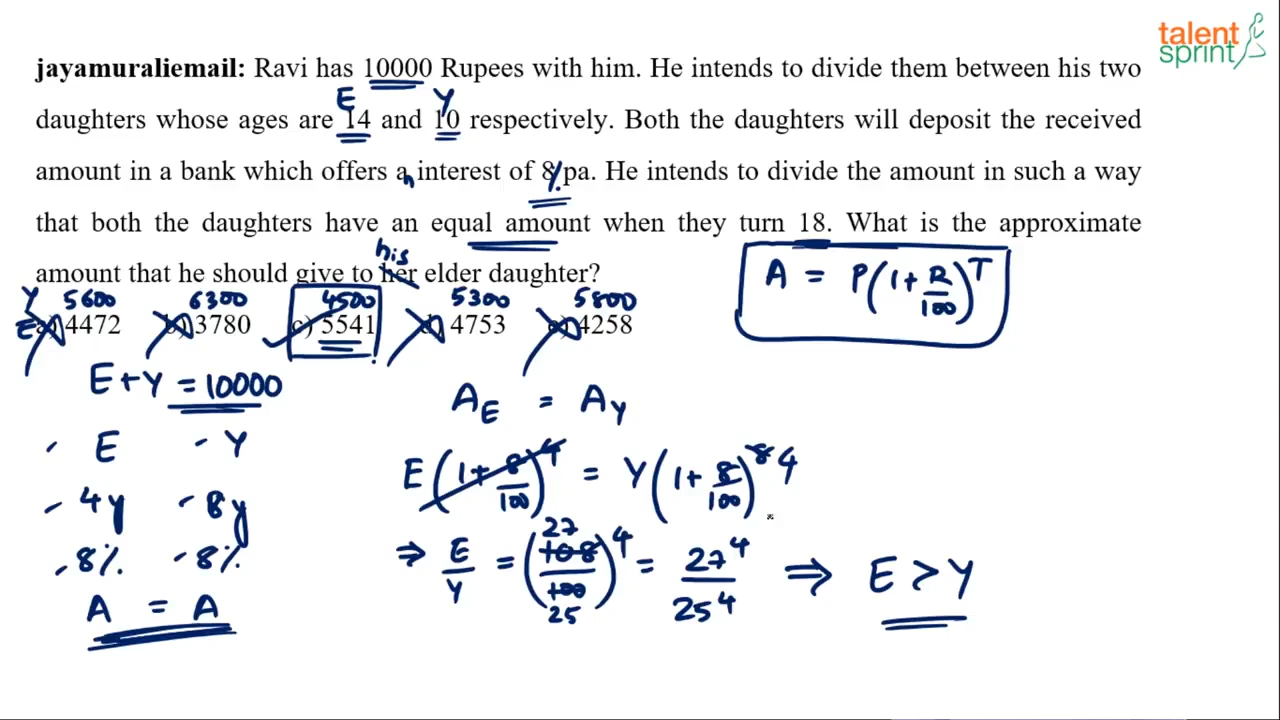 talent
sprint
jayamuraliemail: Ravi has 10000 Rupees with him. He intends to divide them between his two
E Y
daughters whose ages are 14 and 10 respectively. Both the daughters will deposit the received
amount in a bank which offers an interest of 8% pa. He intends to divide the amount in such a way
that both the daughters have an equal amount when they turn 18. What is the approximate
his
amount that he should give to her elder daughter?
A = P(1+R/100)^T
Y 5600 6300 4500 5300 5800
E a) 4472 b) 3780 c) 5541 d) 4753 e) 4258
E+Y = 10000
A_E = A_Y
- E - Y
E(1+8/100)^4 = Y(1+8/100)^8 4
- 4y - 8y
27
⇒ E/Y = (108/100)^4 = 27^4/25^4 ⇒ E > Y
25
- 8% - 8%
A = A